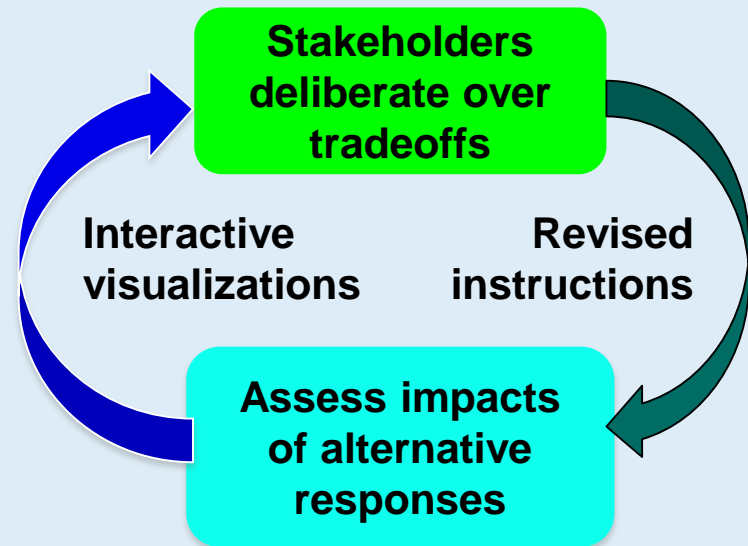 Stakeholders
deliberate over
tradeoffs
Interactive
visualizations
Revised
instructions
Assess impacts
of alternative
responses